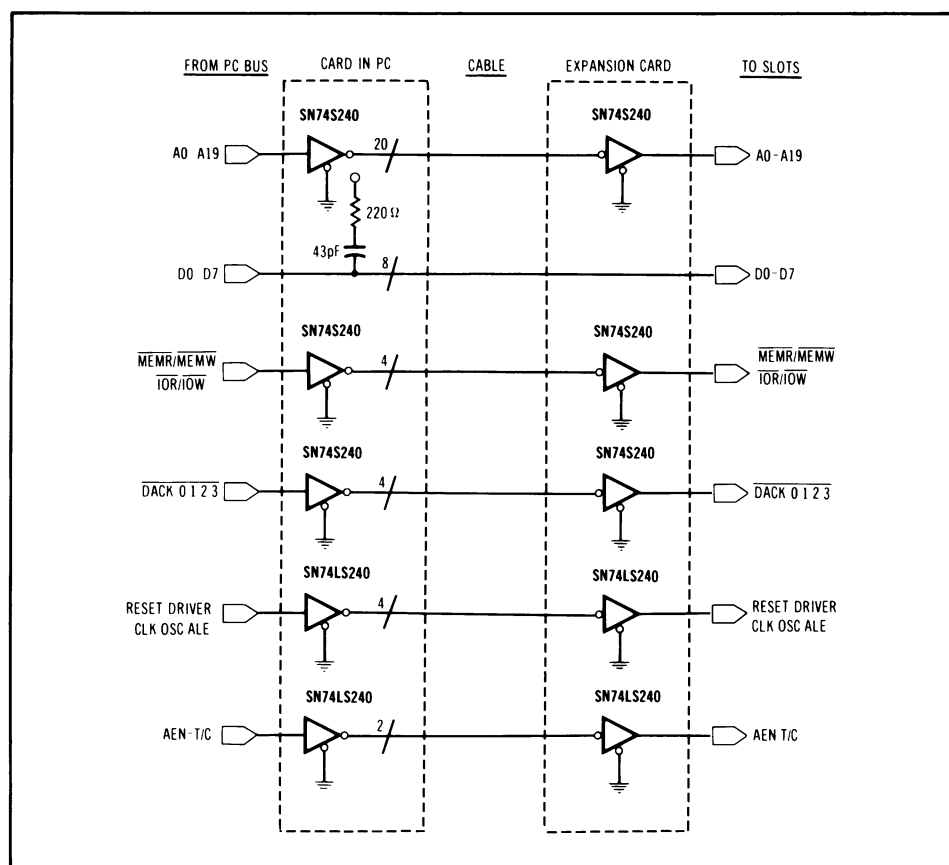 FROM PC BUS CARD IN PC CABLE EXPANSION CARD TO SLOTS
SN74S240 SN74S240
A0 A19 20 A0-A19
220 Ω
43pF
D0 D7 8 D0-D7
SN74S240 SN74S240
MEMR/MEMW 4 MEMR/MEMW
IOR/IOW IOR/IOW
SN74S240 SN74S240
DACK 0 1 2 3 4 DACK 0 1 2 3
SN74LS240 SN74LS240
RESET DRIVER 4 RESET DRIVER
CLK OSC ALE CLK OSC ALE
SN74LS240 SN74LS240
AEN-T/C 2 AEN T/C